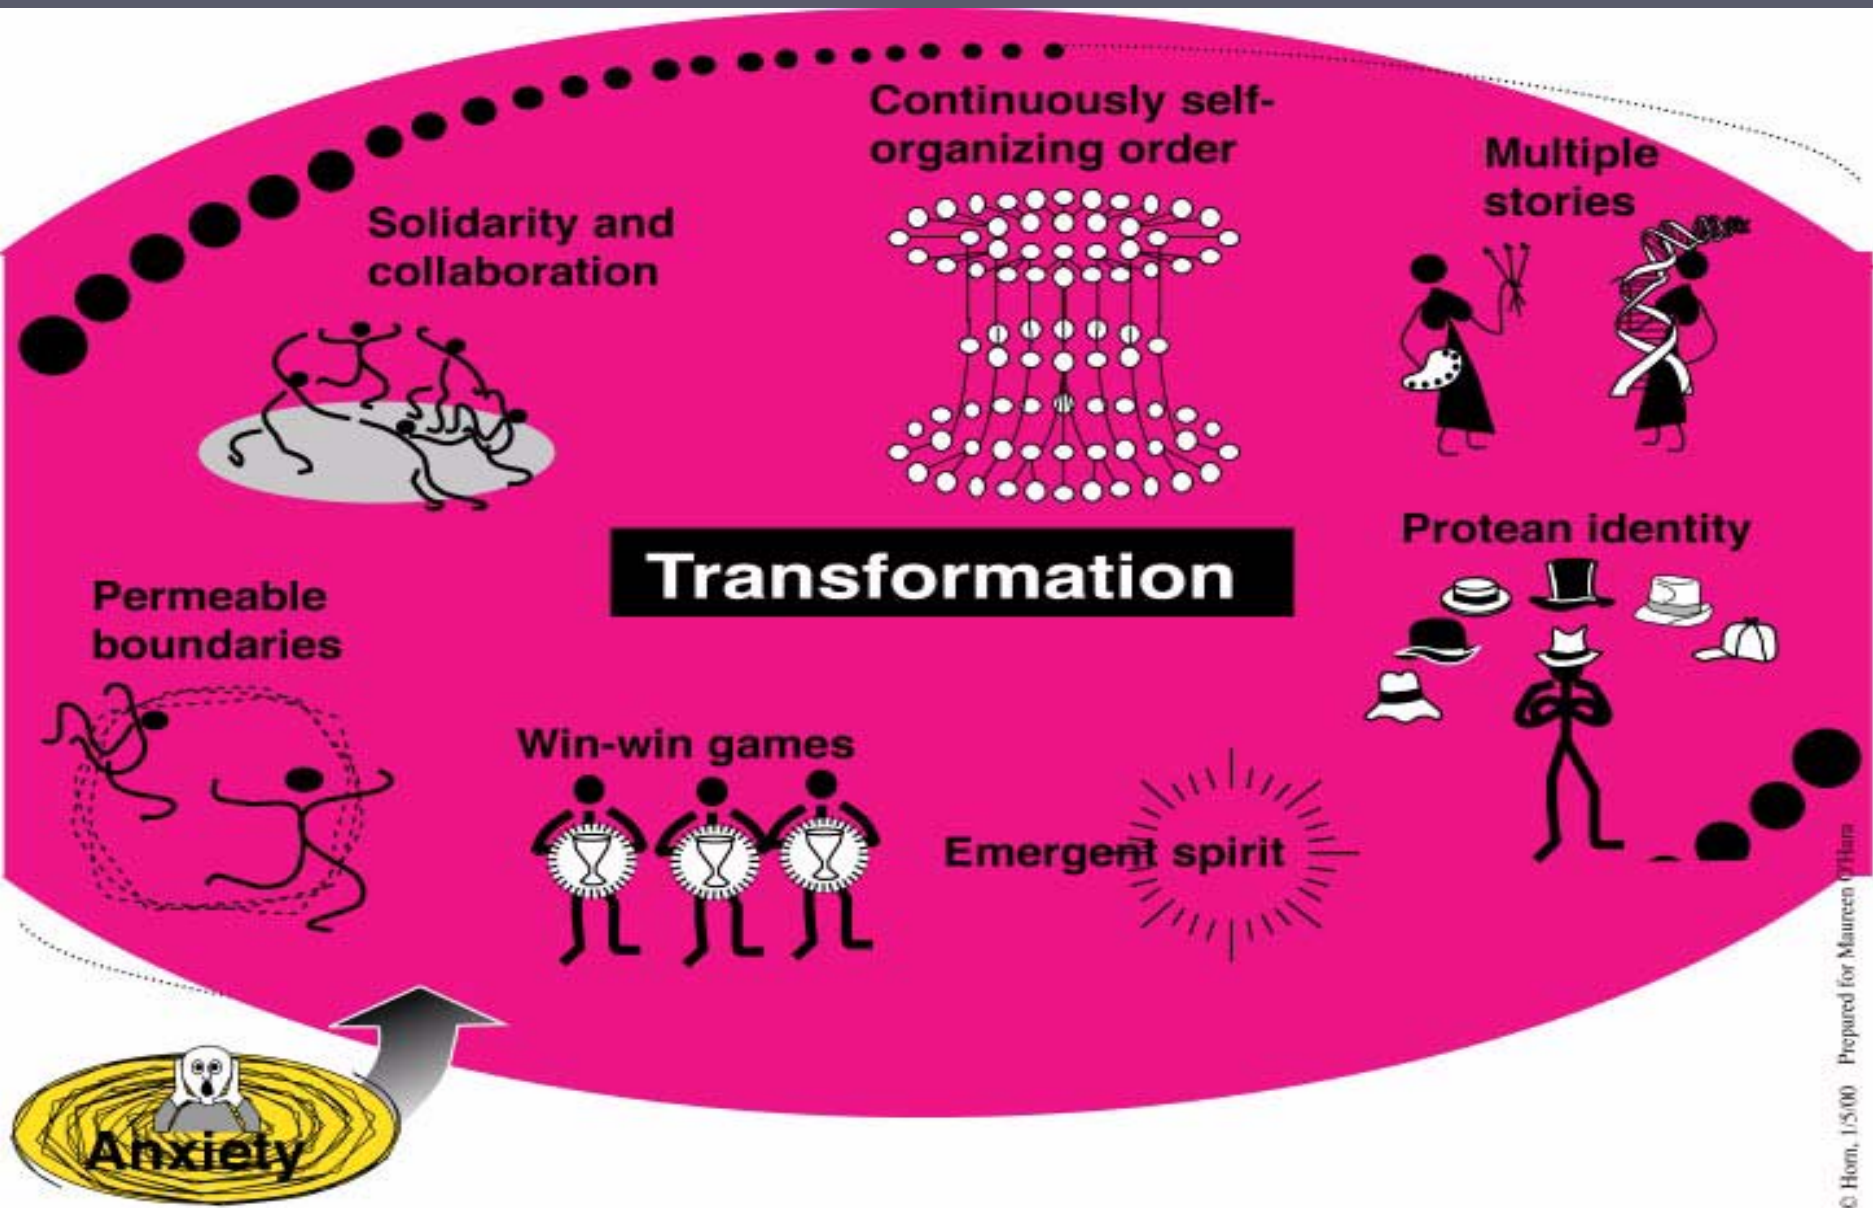 Continuously self-
organizing order
Multiple
stories
Solidarity and
collaboration
Protean identity
Transformation
Permeable
boundaries
Win-win games
Emergent spirit
Anxiety
© Horn, 1/5/00 Prepared for Maureen O'Hara